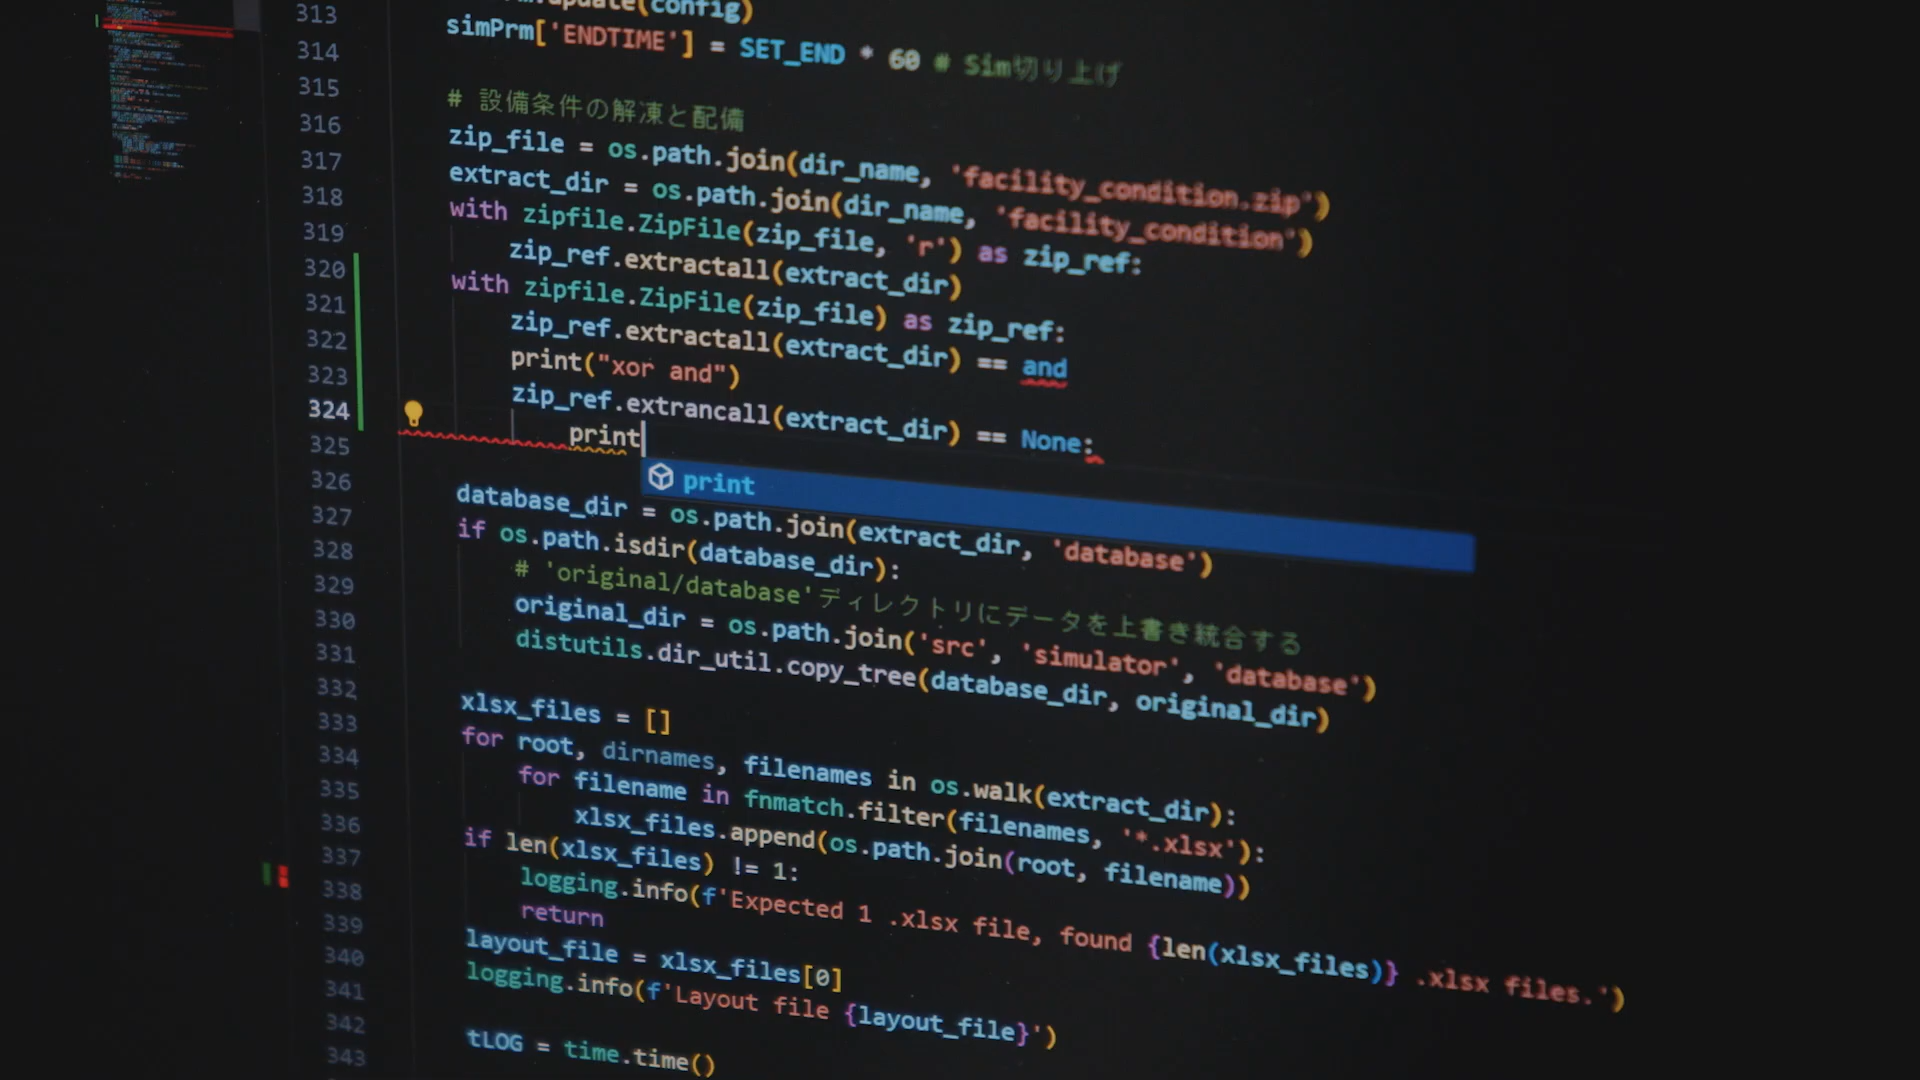 313
314
315
316
317
318
319
320
321
322
323
324
325
326
327
328
329
330
331
332
333
334
335
336
337
338
339
340
341
342
343
(config)
simPrm['ENDTIME'] = SET_END * 60 # Sim切り上げ
# 設備条件の解凍と配備
zip_file = os.path.join(dir_name, 'facility_condition.zip')
extract_dir = os.path.join(dir_name, 'facility_condition')
with zipfile.ZipFile(zip_file, 'r') as zip_ref:
zip_ref.extractall(extract_dir)
with zipfile.ZipFile(zip_file) as zip_ref:
zip_ref.extractall(extract_dir) == and
print("xor and")
zip_ref.extrancall(extract_dir) == None:
print
print
database_dir = os.path.join(extract_dir, 'database')
if os.path.isdir(database_dir):
# 'original/database'ディレクトリにデータを上書き統合する
original_dir = os.path.join('src', 'simulator', 'database')
distutils.dir_util.copy_tree(database_dir, original_dir)
xlsx_files = []
for root, dirnames, filenames in os.walk(extract_dir):
for filename in fnmatch.filter(filenames, '*.xlsx'):
xlsx_files.append(os.path.join(root, filename))
if len(xlsx_files) != 1:
logging.info(f'Expected 1 .xlsx file, found {len(xlsx_files)} .xlsx files.')
return
layout_file = xlsx_files[0]
logging.info(f'Layout file {layout_file}')
tLOG = time.time()